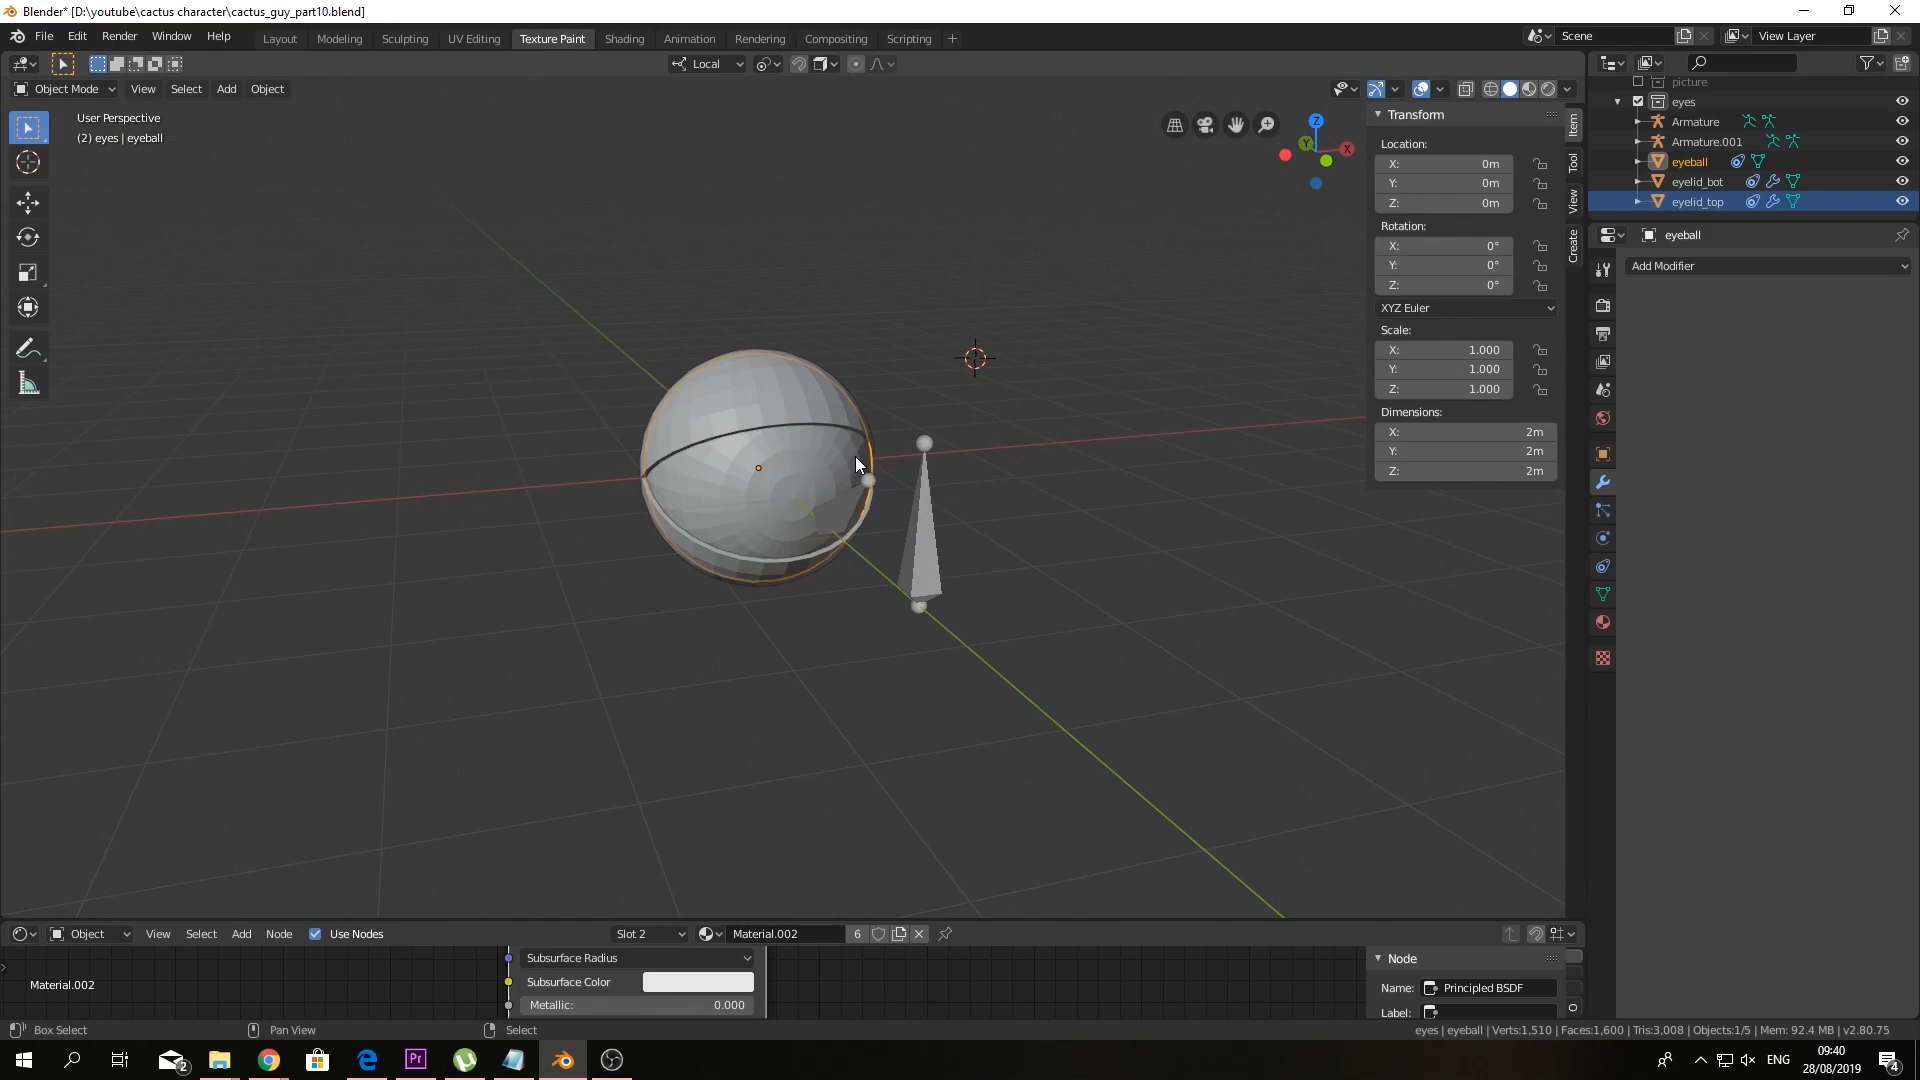 Blender* [D:\youtube\cactus character\cactus_guy_part10.blend]
File Edit Render Window Help
Layout Modeling Sculpting UV Editing Texture Paint Shading Animation Rendering Compositing Scripting +
Scene
View Layer
Local
Object Mode View Select Add Object
User Perspective
(2) eyes | eyeball
Z
Y
X
Transform
Location:
X: 0m
Y: 0m
Z: 0m
Rotation:
X: 0°
Y: 0°
Z: 0°
XYZ Euler
Scale:
X: 1.000
Y: 1.000
Z: 1.000
Dimensions:
X: 2m
Y: 2m
Z: 2m
Item
Tool
View
Create
picture
eyes
Armature
Armature.001
eyeball
eyelid_bot
eyelid_top
eyeball
Add Modifier
Object View Select Add Node Use Nodes Slot 2 Material.002 6
Subsurface Radius
Subsurface Color
Metallic: 0.000
Material.002
Node
Name: Principled BSDF
Label:
Box Select Pan View Select
eyes | eyeball | Verts:1,510 | Faces:1,600 | Tris:3,008 | Objects:1/5 | Mem: 92.4 MB | v2.80.75
2
Pr
ENG
09:40
28/08/2019
4